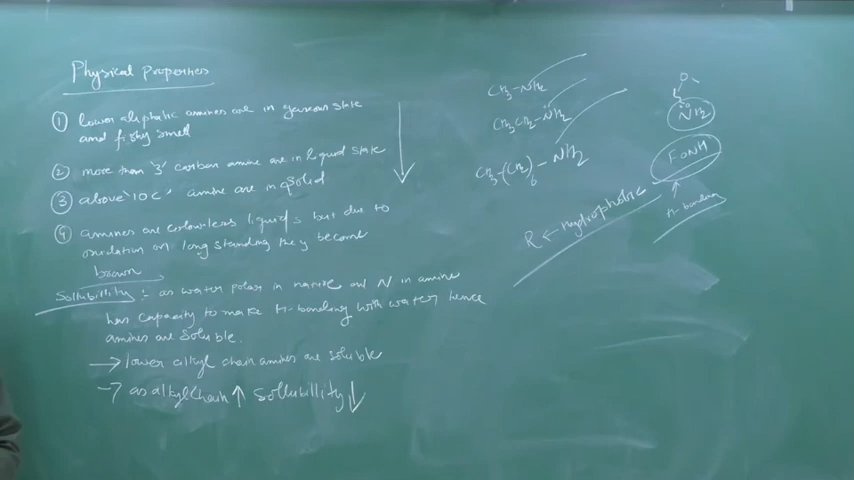 Physical Properties
① lower aliphatic amines are in gaseous state
and fishy smell
② more than '3' carbon amine are in liquid state
③ above '10 C' amine are in solid
④ amines are colourless liquids but due to
oxidation on long standing they become
brown
Sollubillity :- as water polar in nature and N in amine
has capacity to make H-bonding with water hence
amines are soluble.
→ lower alkyl chain amines are soluble
→ as alkyl chain ↑ Sollubillity ↓
CH3-NH2
CH3CH2-NH2
CH3-(CH2)6-NH2
R ← Hydrophobic
O
NH2
FONH
H-bonding